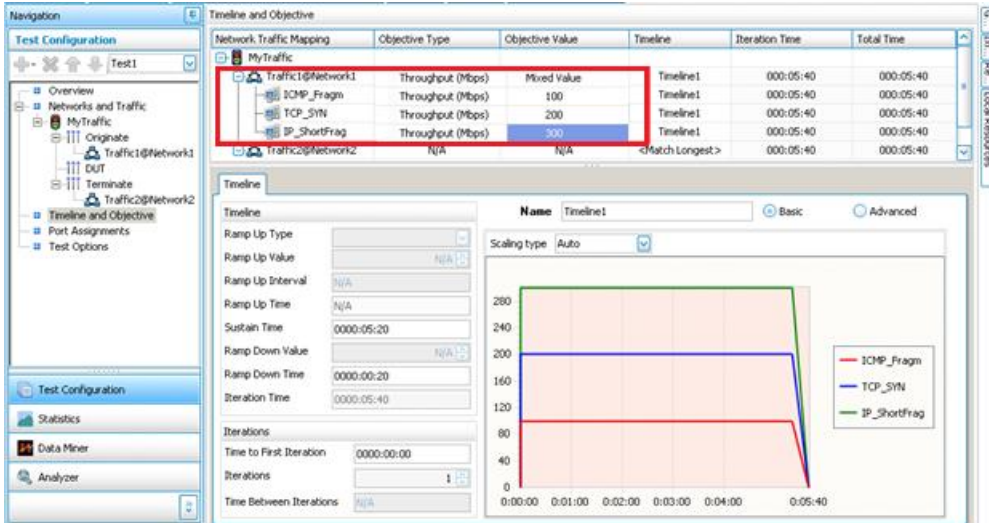 Navigation
Test Configuration
Test1
Overview
Networks and Traffic
MyTraffic
Originate
Traffic1@Network1
DUT
Terminate
Traffic2@Network2
Timeline and Objective
Port Assignments
Test Options
Test Configuration
Statistics
Data Miner
Analyzer
Timeline and Objective
Network Traffic Mapping Objective Type Objective Value Timeline Iteration Time Total Time
MyTraffic
Traffic1@Network1 Throughput (Mbps) Mixed Value Timeline1 000:05:40 000:05:40
ICMP_Fragm Throughput (Mbps) 100 Timeline1 000:05:40 000:05:40
TCP_SYN Throughput (Mbps) 200 Timeline1 000:05:40 000:05:40
IP_ShortFrag Throughput (Mbps) 300 Timeline1 000:05:40 000:05:40
Traffic2@Network2 N/A N/A <Match Longest> 000:05:40 000:05:40
Timeline
Timeline
Ramp Up Type
Ramp Up Value N/A
Ramp Up Interval N/A
Ramp Up Time N/A
Sustain Time 0000:05:20
Ramp Down Value N/A
Ramp Down Time 0000:00:20
Iteration Time 0000:05:40
Iterations
Time to First Iteration 0000:00:00
Iterations 1
Time Between Iterations N/A
Name Timeline1 Basic Advanced
Scaling type Auto
280
240
200
160
120
80
40
0
0:00:00 0:01:00 0:02:00 0:03:00 0:04:00 0:05:40
ICMP_Fragm
TCP_SYN
IP_ShortFrag